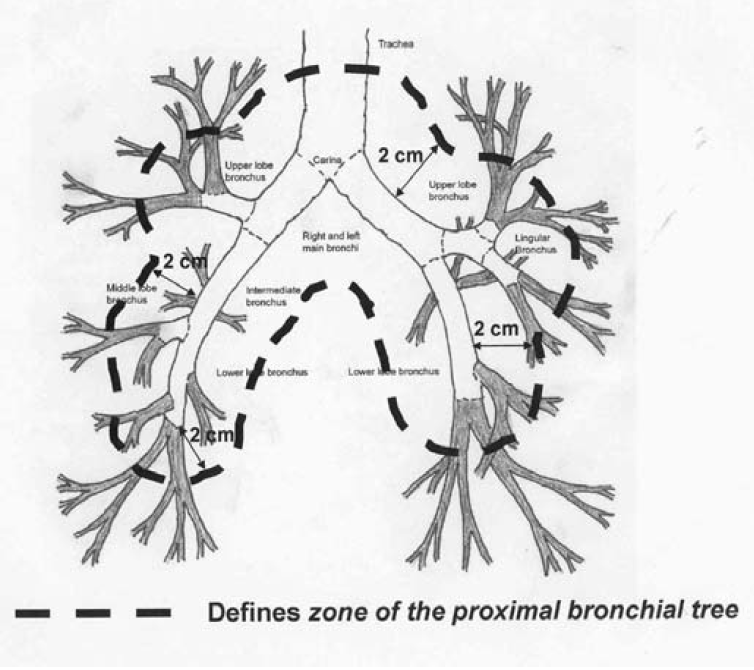 Trachea
Carina
2 cm
Upper lobe
bronchus
Upper lobe
bronchus
Right and left
main bronchi
Lingular
Bronchus
2 cm
Middle lobe
bronchus
Intermediate
bronchus
2 cm
Lower lobe bronchus
Lower lobe bronchus
2 cm
Defines zone of the proximal bronchial tree